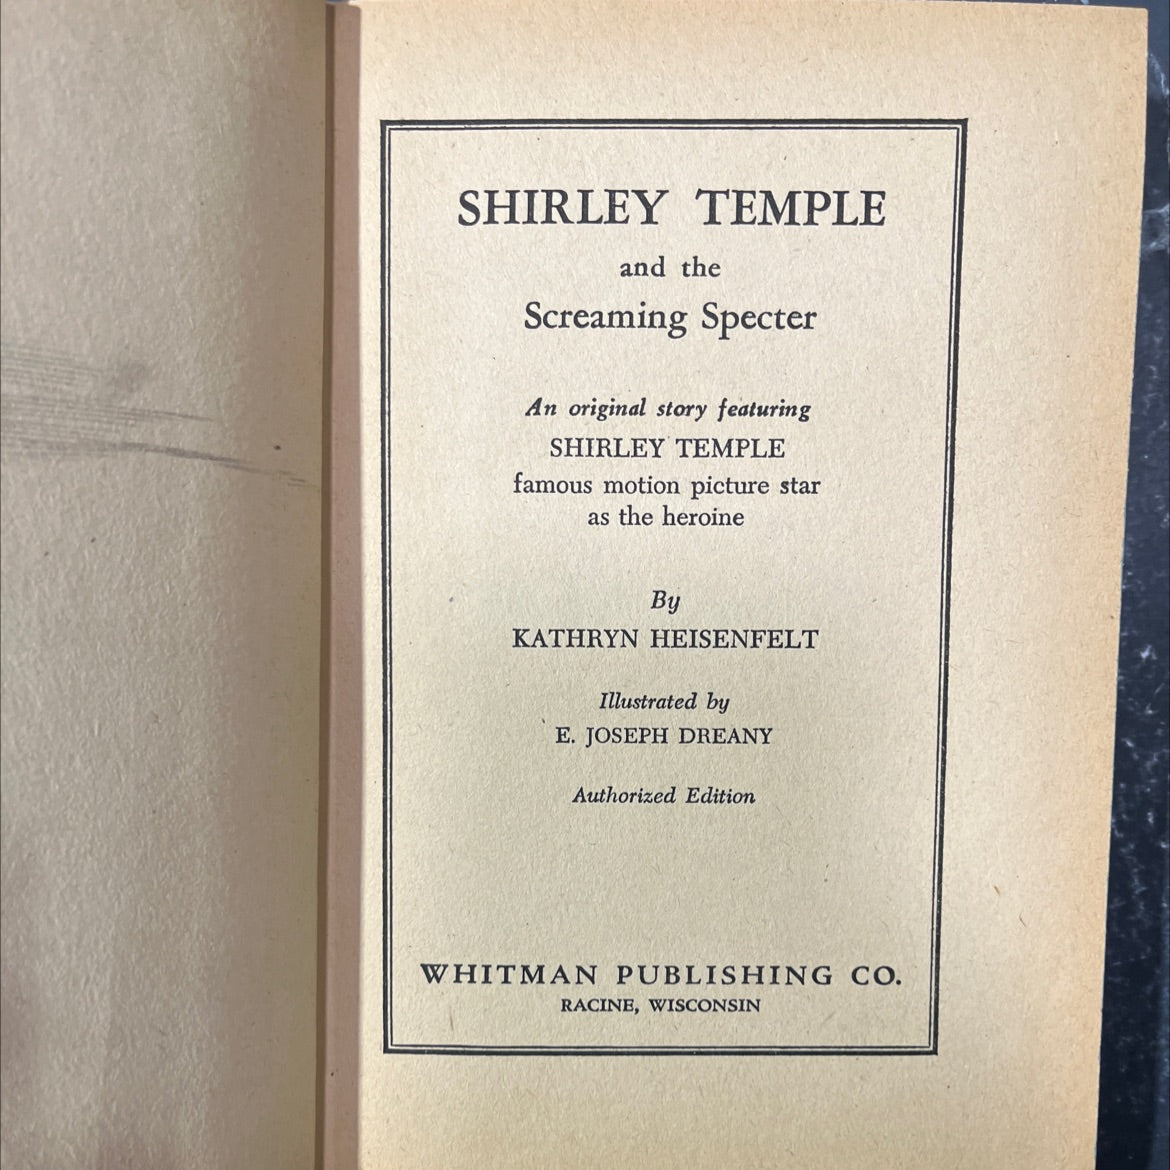 SHIRLEY TEMPLE
and the
Screaming Specter
An original story featuring
SHIRLEY TEMPLE
famous motion picture star
as the heroine
By
KATHRYN HEISENFELT
Illustrated by
E. JOSEPH DREANY
Authorized Edition
WHITMAN PUBLISHING CO.
RACINE, WISCONSIN